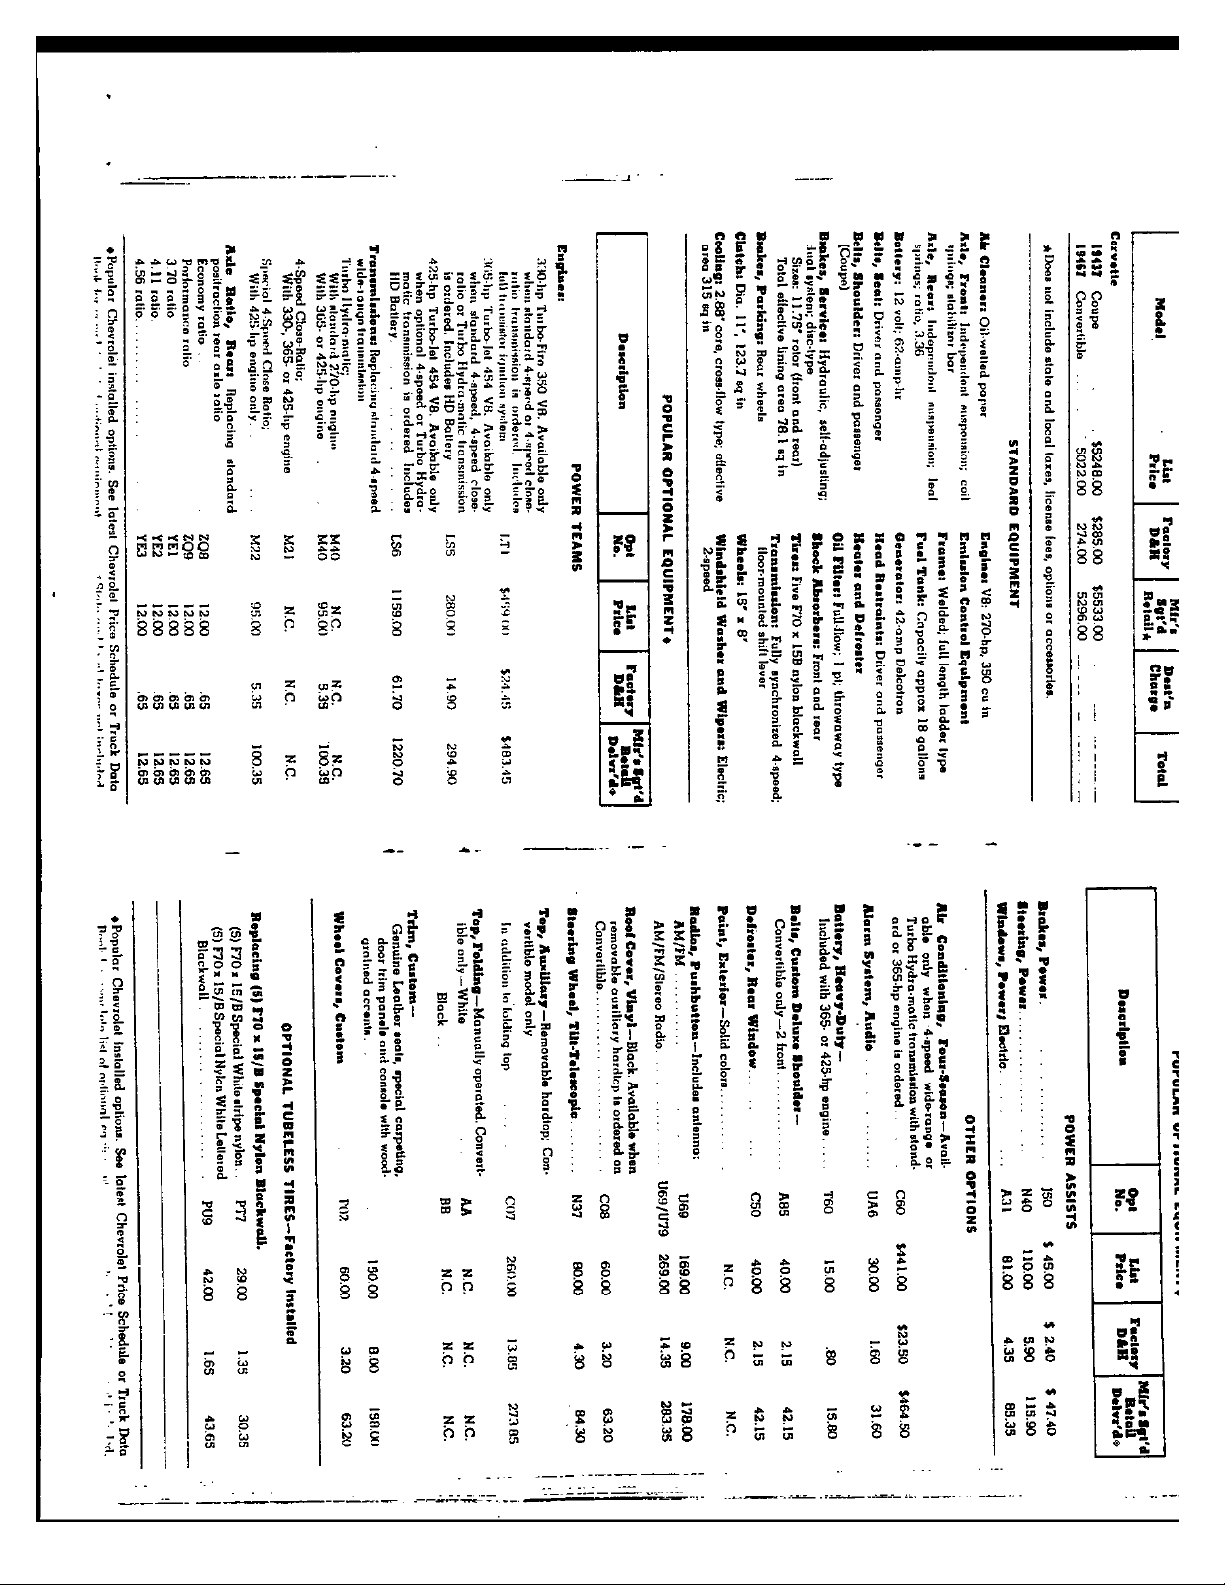 Model List Price Factory D&H Mfr's Sgt'd Retail★ Dest'n Charge Total
Corvette
19437 Coupe $5248.00 $285.00 $5533.00
19467 Convertible 5022.00 274.00 5296.00
★Does not include state and local taxes, license fees, options or accessories.
STANDARD EQUIPMENT
Air Cleaner: Oil-wetted paper
Axle, Front: Independent suspension; coil
springs; stabilizer bar
Axle, Rear: Independent suspension; leaf
springs; ratio, 3.36
Battery: 12 volt; 62-amp-hr
Belts, Seat: Driver and passenger
Belts, Shoulder: Driver and passenger
(Coupe)
Brakes, Service: Hydraulic, self-adjusting;
dual system; disc-type
Sizes: 11.75" rotor (front and rear)
Total effective lining area 78.1 sq in
Brakes, Parking: Rear wheels
Clutch: Dia. 11", 123.7 sq in
Cooling: 2.88" core, cross-flow type; effective
area 315 sq in
Engine: V8: 270-hp, 350 cu in
Emission Control Equipment
Frame: Welded; full length ladder type
Fuel Tank: Capacity approx 18 gallons
Generator: 42-amp Delcotron
Head Restraints: Driver and passenger
Heater and Defroster
Oil Filter: Full-flow; 1 pt; throwaway type
Shock Absorbers: Front and rear
Tires: Five F70 x 15B nylon blackwall
Transmission: Fully synchronized 4-speed;
floor-mounted shift lever
Wheels: 15" x 8"
Windshield Washer and Wipers: Electric;
2-speed
POPULAR OPTIONAL EQUIPMENT♦
Description Opt No. List Price Factory D&H Mfr's Sgt'd Retail Delvr'd♦
POWER TEAMS
Engines:
330-hp Turbo-Fire 350 V8. Available only
when standard 4-speed or 4-speed close-
ratio transmission is ordered. Includes
full transistor ignition system LT1 $459.00 $24.45 $483.45
365-hp Turbo-Jet 454 V8. Available only
when standard 4-speed, 4-speed close-
ratio or Turbo Hydra-matic transmission
is ordered. Includes HD Battery LS5 280.00 14.90 294.90
425-hp Turbo-Jet 454 V8. Available only
when optional 4-speed or Turbo Hydra-
matic transmission is ordered Includes
HD Battery LS6 1159.00 61.70 1220.70
Transmissions: Replacing standard 4-speed
wide-range transmission
Turbo Hydra-matic;
With standard 270-hp engine M40 N.C. N.C. N.C.
With 365- or 425-hp engine M40 95.00 5.35 100.35
4-Speed Close-Ratio;
With 330, 365- or 425-hp engine M21 N.C. N.C. N.C.
Special 4-Speed Close Ratio;
With 425-hp engine only M22 95.00 5.35 100.35
Axle Ratio, Rear: Replacing standard
positraction rear axle ratio
Economy ratio ZQ8 12.00 .65 12.65
Performance ratio ZQ9 12.00 .65 12.65
3.70 ratio YE1 12.00 .65 12.65
4.11 ratio YE2 12.00 .65 12.65
4.56 ratio YE3 12.00 .65 12.65
♦Popular Chevrolet installed options. See latest Chevrolet Price Schedule or Truck Data
POPULAR OPTIONAL EQUIPMENT
Description Opt No. List Price Factory D&H Mfr's Sgt'd Retail Delvr'd♦
POWER ASSISTS
Brakes, Power J50 $ 45.00 $ 2.40 $ 47.40
Steering, Power N40 110.00 5.90 115.90
Windows, Power; Electric A31 81.00 4.35 85.35
OTHER OPTIONS
Air Conditioning, Four-Season—Avail-
able only when 4-speed wide-range or
Turbo Hydra-matic transmission with stand-
ard or 365-hp engine is ordered C60 $441.00 $23.50 $464.50
Alarm System, Audio UA6 30.00 1.60 31.60
Battery, Heavy-Duty—
Included with 365- or 425-hp engine T60 15.00 .80 15.80
Belts, Custom Deluxe Shoulder—
Convertible only—2 front A85 40.00 2.15 42.15
Defroster, Rear Window C50 40.00 2.15 42.15
Paint, Exterior—Solid colors N.C. N.C. N.C.
Radios, Pushbutton—Includes antenna:
AM/FM U69 169.00 9.00 178.00
AM/FM/Stereo Radio U69/U79 269.00 14.35 283.35
Roof Cover, Vinyl—Black. Available when
removable auxiliary hardtop is ordered on
Convertible C08 60.00 3.20 63.20
Steering Wheel, Tilt-Telescopic N37 80.00 4.30 84.30
Top, Auxiliary—Removable hardtop; Con-
vertible model only
In addition to folding top C07 260.00 13.85 273.85
Top, Folding—Manually operated. Convert-
ible only—White AA N.C. N.C. N.C.
Black BB N.C. N.C. N.C.
Trim, Custom—
Genuine Leather seats, special carpeting,
door trim panels and console with wood-
grained accents 150.00 8.00 158.00
Wheel Covers, Custom P02 60.00 3.20 63.20
OPTIONAL TUBELESS TIRES—Factory Installed
Replacing (5) F70 x 15/B Special Nylon Blackwall.
(5) F70 x 15/B Special White stripe nylon PT7 29.00 1.35 30.35
(5) F70 x 15/B Special Nylon White Lettered
Blackwall PU9 42.00 1.65 43.65
♦Popular Chevrolet installed options. See latest Chevrolet Price Schedule or Truck Data